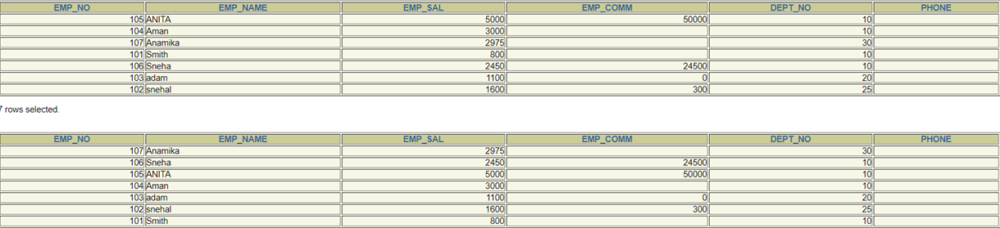 EMP_NO EMP_NAME EMP_SAL EMP_COMM DEPT_NO PHONE
105 ANITA 5000 50000 10
104 Aman 3000 10
107 Anamika 2975 30
101 Smith 800 10
106 Sneha 2450 24500 10
103 adam 1100 0 20
102 snehal 1600 300 25
7 rows selected.
EMP_NO EMP_NAME EMP_SAL EMP_COMM DEPT_NO PHONE
107 Anamika 2975 30
106 Sneha 2450 24500 10
105 ANITA 5000 50000 10
104 Aman 3000 10
103 adam 1100 0 20
102 snehal 1600 300 25
101 Smith 800 10